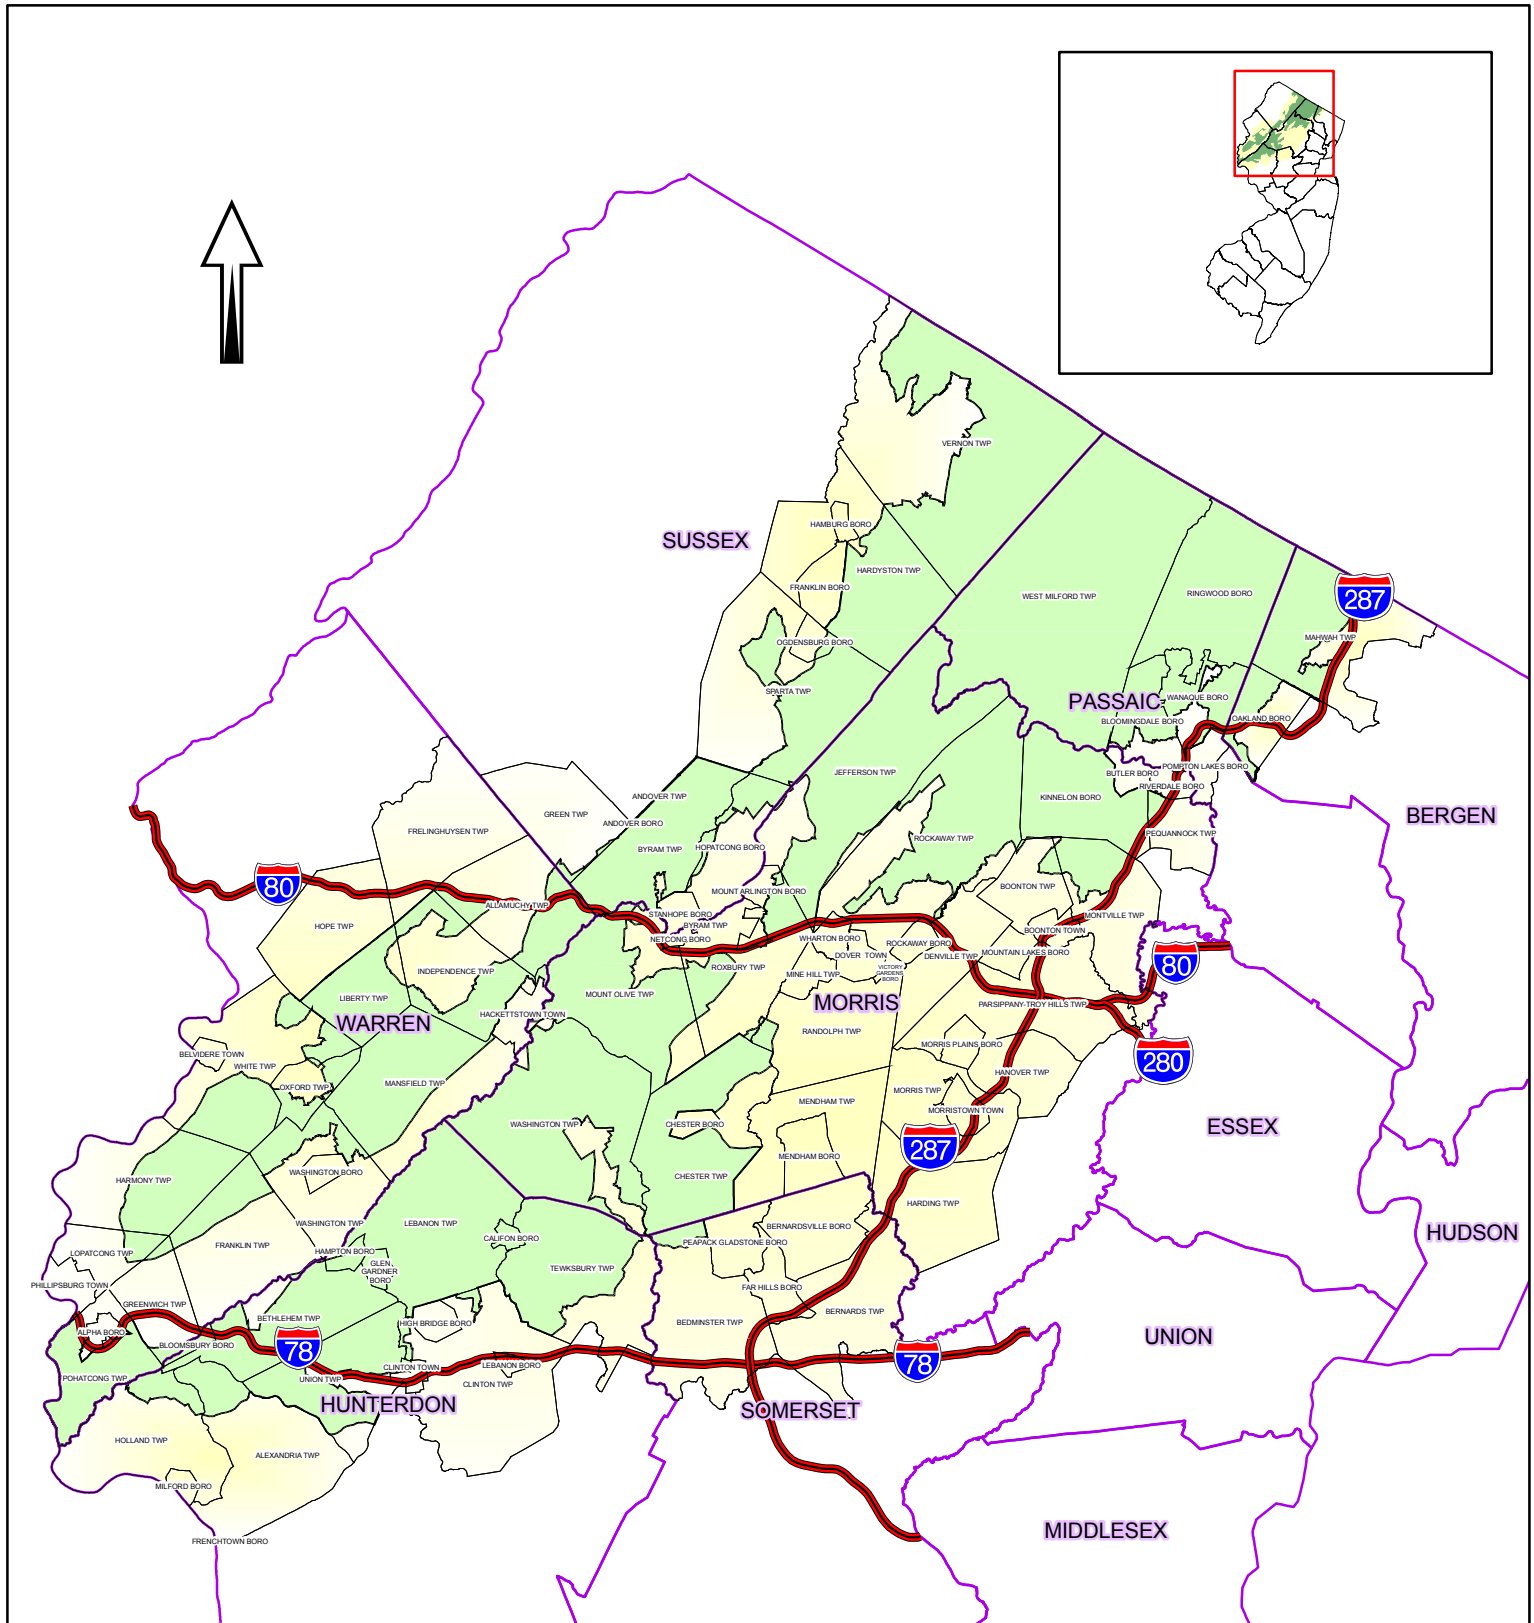 VERNON TWP
HAMBURG BORO
SUSSEX
HARDYSTON TWP
287
FRANKLIN BORO
RINGWOOD BORO
WEST MILFORD TWP
MAHWAH TWP
OGDENSBURG BORO
SPARTA TWP
WANAQUE BORO
PASSAIC
OAKLAND BORO
BLOOMINGDALE BORO
POMPTON LAKES BORO
JEFFERSON TWP
BUTLER BORO
RIVERDALE BORO
ANDOVER TWP
KINNELON BORO
GREEN TWP
BERGEN
ANDOVER BORO
FRELINGHUYSEN TWP
PEQUANNOCK TWP
ROCKAWAY TWP
HOPATCONG BORO
BYRAM TWP
80
BOONTON TWP
MOUNT ARLINGTON BORO
ALLAMUCHY TWP
STANHOPE BORO
MONTVILLE TWP
HOPE TWP
BYRAM TWP
BOONTON TOWN
NETCONG BORO
WHARTON BORO
ROCKAWAY BORO
MOUNTAIN LAKES BORO
DOVER TOWN
DENVILLE TWP
80
ROXBURY TWP
VICTORY
GARDENS
BORO
INDEPENDENCE TWP
MINE HILL TWP
MOUNT OLIVE TWP
LIBERTY TWP
MORRIS
PARSIPPANY-TROY HILLS TWP
HACKETTSTOWN TOWN
WARREN
RANDOLPH TWP
MORRIS PLAINS BORO
BELVIDERE TOWN
280
WHITE TWP
HANOVER TWP
MANSFIELD TWP
OXFORD TWP
MORRIS TWP
MENDHAM TWP
MORRISTOWN TOWN
WASHINGTON TWP
CHESTER BORO
ESSEX
287
MENDHAM BORO
WASHINGTON BORO
CHESTER TWP
HARMONY TWP
HARDING TWP
WASHINGTON TWP
LEBANON TWP
BERNARDSVILLE BORO
HUDSON
CALIFON BORO
PEAPACK GLADSTONE BORO
FRANKLIN TWP
HAMPTON BORO
LOPATCONG TWP
GLEN
GARDNER
BORO
TEWKSBURY TWP
PHILLIPSBURG TOWN
FAR HILLS BORO
GREENWICH TWP
BERNARDS TWP
BETHLEHEM TWP
HIGH BRIDGE BORO
BEDMINSTER TWP
ALPHA BORO
UNION
BLOOMSBURY BORO
78
78
CLINTON TOWN
LEBANON BORO
POHATCONG TWP
UNION TWP
CLINTON TWP
HUNTERDON
SOMERSET
HOLLAND TWP
ALEXANDRIA TWP
MILFORD BORO
MIDDLESEX
FRENCHTOWN BORO